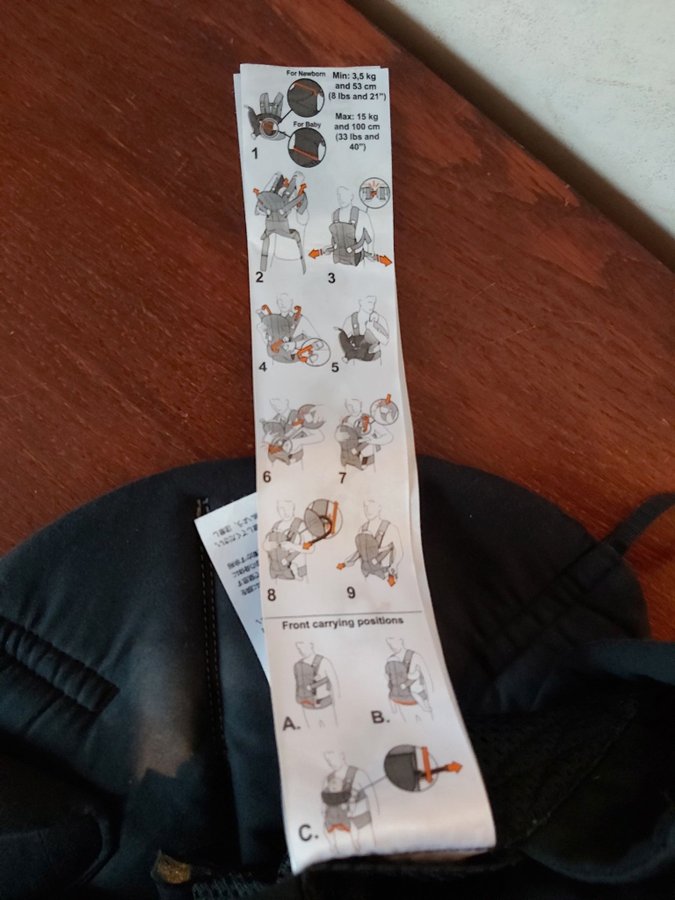 For Newborn
Min: 3,5 kg
and 53 cm
(8 lbs and 21")
For Baby
Max: 15 kg
and 100 cm
(33 lbs and
40")
1
2
3
4
5
6
7
8
9
Front carrying positions
A.
B.
C.